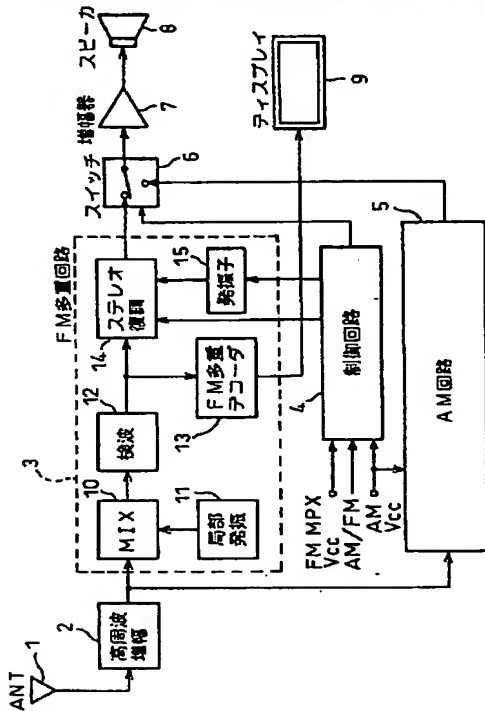 ANT
1
2
高周波
増幅
3
FM多重回路
10
MIX
11
局部
発振
12
検波
13
FM多重
デコーダ
14
ステレオ
復調
15
発振子
スイッチ
6
増幅器
7
スピーカ
8
ディスプレイ
9
FM MPX
Vcc
AM/FM
AM
Vcc
4
制御回路
5
AM回路